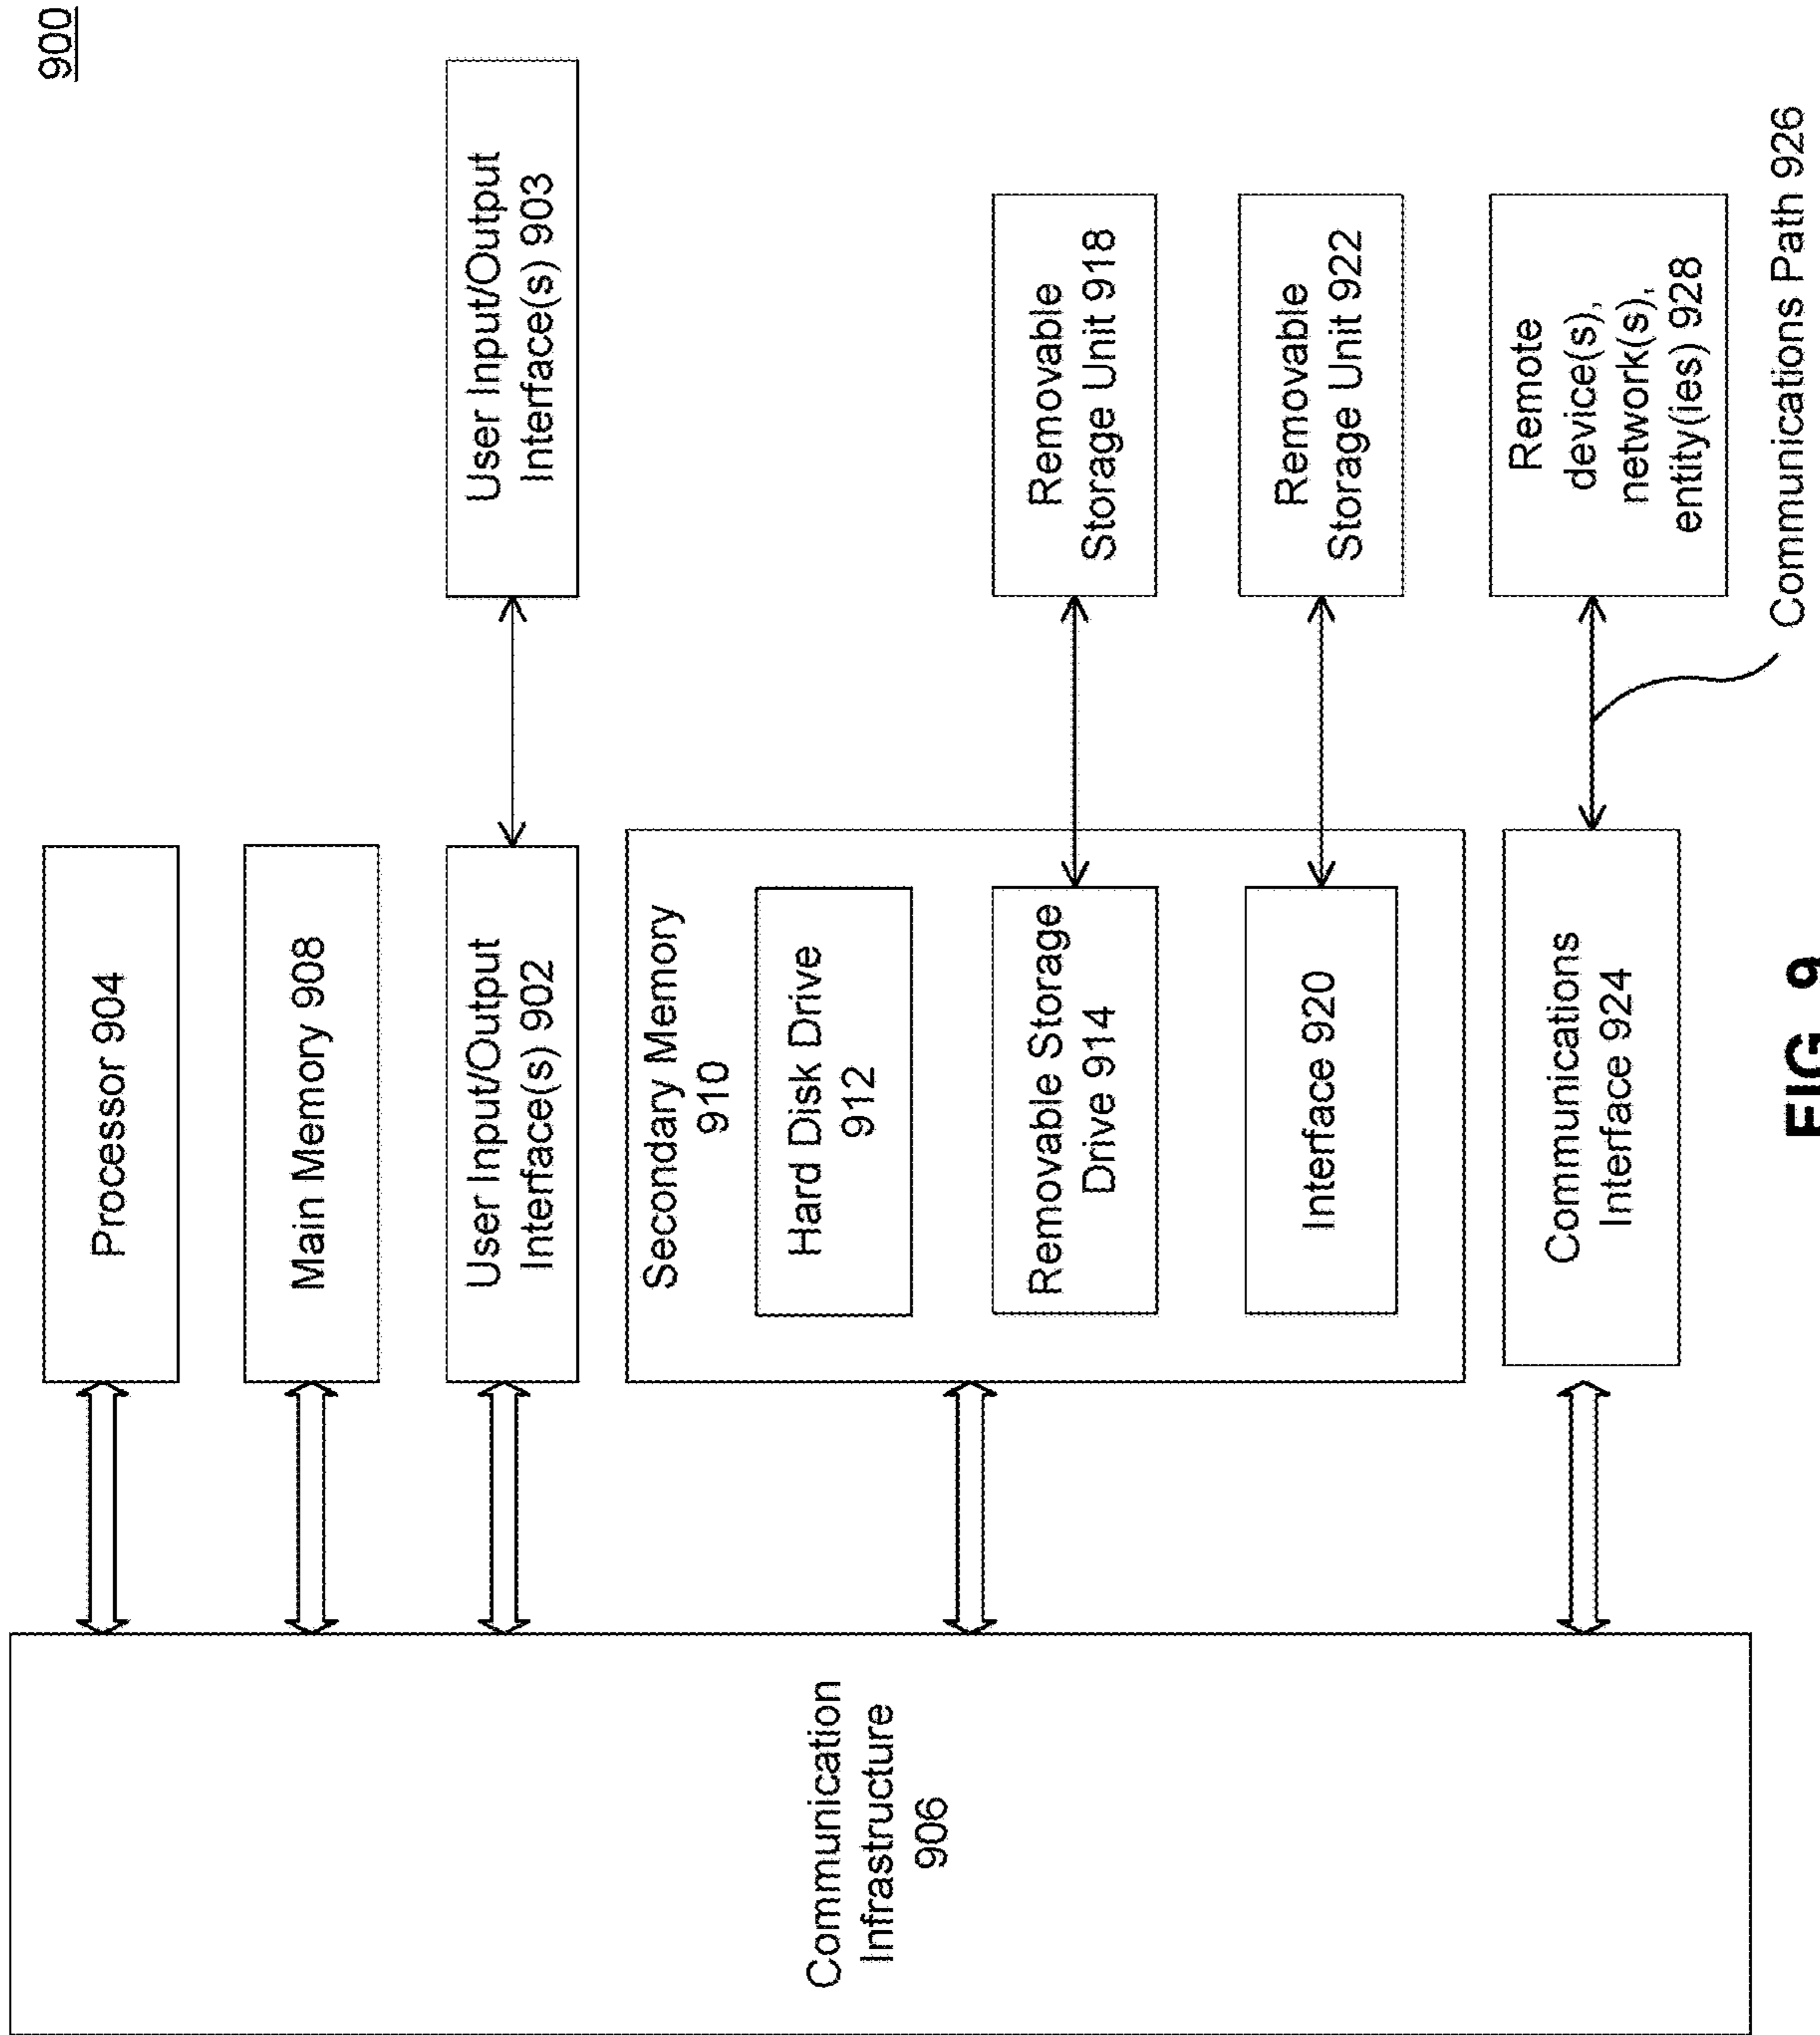 900
Processor 904
Main Memory 908
User Input/Output
Interface(s) 902
User Input/Output
Interface(s) 903
Secondary Memory
910
Hard Disk Drive
912
Removable Storage
Drive 914
Removable
Storage Unit 918
Interface 920
Removable
Storage Unit 922
Communications
Interface 924
Remote
device(s),
network(s),
entity(ies) 928
Communications Path 926
Communication
Infrastructure
906
FIG. 9